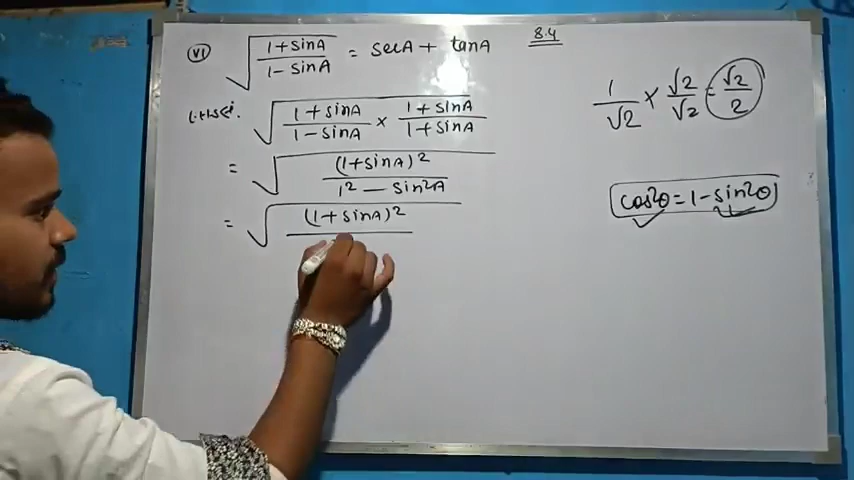 (VI) √(1+sinA / 1-sinA) = secA + tanA 8.4
L.H.S √(1+sinA / 1-sinA × 1+sinA / 1+sinA)
= √((1+sinA)² / 1² - sin²A)
= √((1+sinA)²
1/√2 × √2/√2 = √2/2
cos²θ = 1-sin²θ